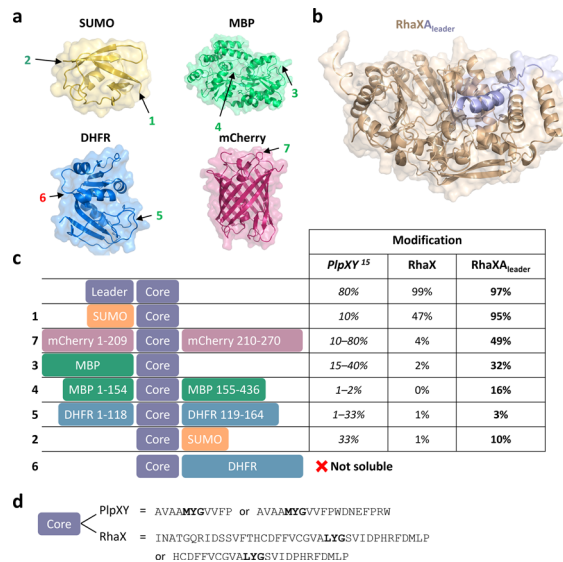 a
SUMO
2
1
MBP
3
4
DHFR
6
5
mCherry
7
b
RhaXAleader
c
Modification
PlpXY 15 RhaX RhaXAleader
Leader Core 80% 99% 97%
1 SUMO Core 10% 47% 95%
7 mCherry 1-209 Core mCherry 210-270 10–80% 4% 49%
3 MBP Core 15–40% 2% 32%
4 MBP 1-154 Core MBP 155-436 1–2% 0% 16%
5 DHFR 1-118 Core DHFR 119-164 1–33% 1% 3%
2 Core SUMO 33% 1% 10%
6 Core DHFR Not soluble
d
Core
PlpXY = AVAAMYGVVFP or AVAAMYGVVFPWDNEFPRW
RhaX = INATGQRIDSSVFTHCDFFVCGVALYGSVIDPHRFDMLP
or HCDFFVCGVALYGSVIDPHRFDMLP